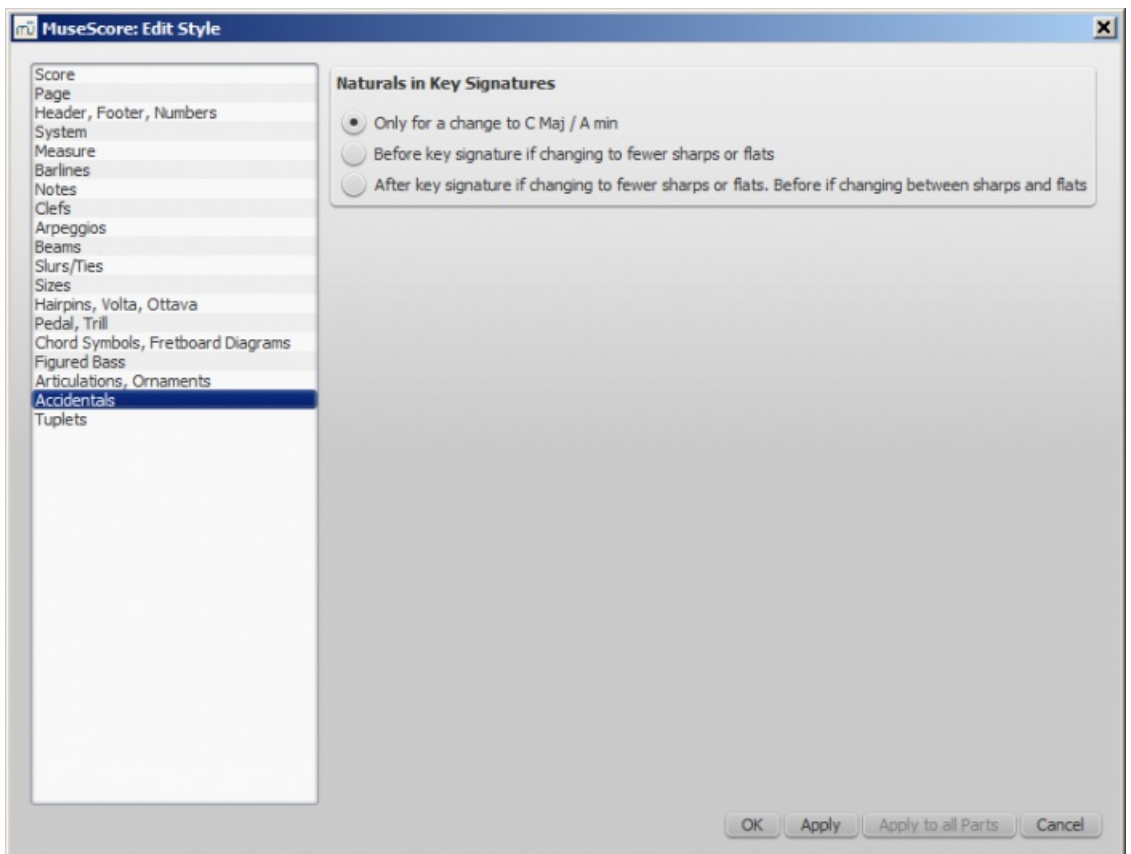 MuseScore: Edit Style
Score
Page
Header, Footer, Numbers
System
Measure
Barlines
Notes
Clefs
Arpeggios
Beams
Slurs/Ties
Sizes
Hairpins, Volta, Ottava
Pedal, Trill
Chord Symbols, Fretboard Diagrams
Figured Bass
Articulations, Ornaments
Accidentals
Tuplets
Naturals in Key Signatures
Only for a change to C Maj / A min
Before key signature if changing to fewer sharps or flats
After key signature if changing to fewer sharps or flats. Before if changing between sharps and flats
OK Apply Apply to all Parts Cancel